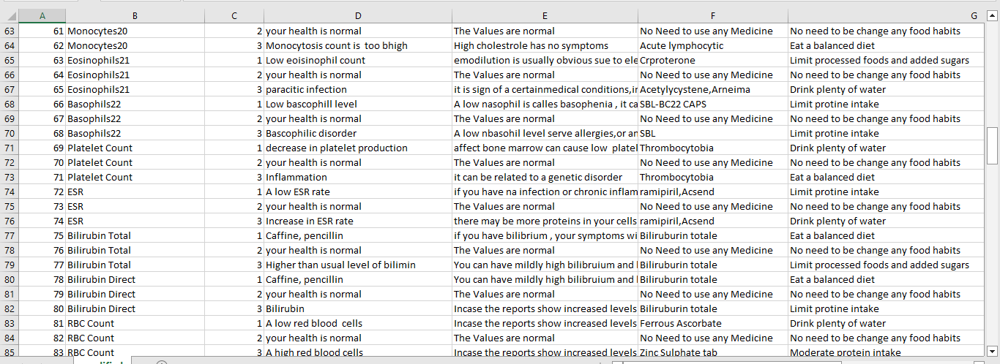 A B C D E F G
63 61 Monocytes20 2 your health is normal The Values are normal No Need to use any Medicine No need to be change any food habits
64 62 Monocytes20 3 Monocytosis count is too bhigh High cholestrole has no symptoms Acute lymphocytic Eat a balanced diet
65 63 Eosinophils21 1 Low eoisinophil count emodilution is usually obvious sue to ele Crproterone Limit processed foods and added sugars
66 64 Eosinophils21 2 your health is normal The Values are normal No Need to use any Medicine No need to be change any food habits
67 65 Eosinophils21 3 paracitic infection it is sign of a certainmedical conditions,ir Acetylycystene,Arneima Drink plenty of water
68 66 Basophils22 1 Low bascophill level A low nasophil is calles basophenia , it ca SBL-BC22 CAPS Limit protine intake
69 67 Basophils22 2 your health is normal The Values are normal No Need to use any Medicine No need to be change any food habits
70 68 Basophils22 3 Bascophilic disorder A low nbasohil level serve allergies,or an SBL Limit protine intake
71 69 Platelet Count 1 decrease in platelet production affect bone marrow can cause low platel Thrombocytobia Drink plenty of water
72 70 Platelet Count 2 your health is normal The Values are normal No Need to use any Medicine No need to be change any food habits
73 71 Platelet Count 3 Inflammation it can be related to a genetic disorder Thrombocytobia Eat a balanced diet
74 72 ESR 1 A low ESR rate if you have na infection or chronic inflam ramipiril,Acsend Limit protine intake
75 73 ESR 2 your health is normal The Values are normal No Need to use any Medicine No need to be change any food habits
76 74 ESR 3 Increase in ESR rate there may be more proteins in your cells ramipiril,Acsend Drink plenty of water
77 75 Bilirubin Total 1 Caffine, pencillin if you have bilibrium , your symptoms wi Biliruburin totale Eat a balanced diet
78 76 Bilirubin Total 2 your health is normal The Values are normal No Need to use any Medicine No need to be change any food habits
79 77 Bilirubin Total 3 Higher than usual level of bilimin You can have mildly high bilibruium and Biliruburin totale Limit processed foods and added sugars
80 78 Bilirubin Direct 1 Caffine, pencillin You can have mildly high bilibruium and Biliruburin totale Eat a balanced diet
81 79 Bilirubin Direct 2 your health is normal The Values are normal No Need to use any Medicine No need to be change any food habits
82 80 Bilirubin Direct 3 Bilirubin Incase the reports show increased levels Biliruburin totale Limit protine intake
83 81 RBC Count 1 A low red blood cells Incase the reports show increased levels Ferrous Ascorbate Drink plenty of water
84 82 RBC Count 2 your health is normal The Values are normal No Need to use any Medicine No need to be change any food habits
85 83 RBC Count 3 A high red blood cells Incase the reports show increased levels Zinc Sulphate tab Moderate protein intake